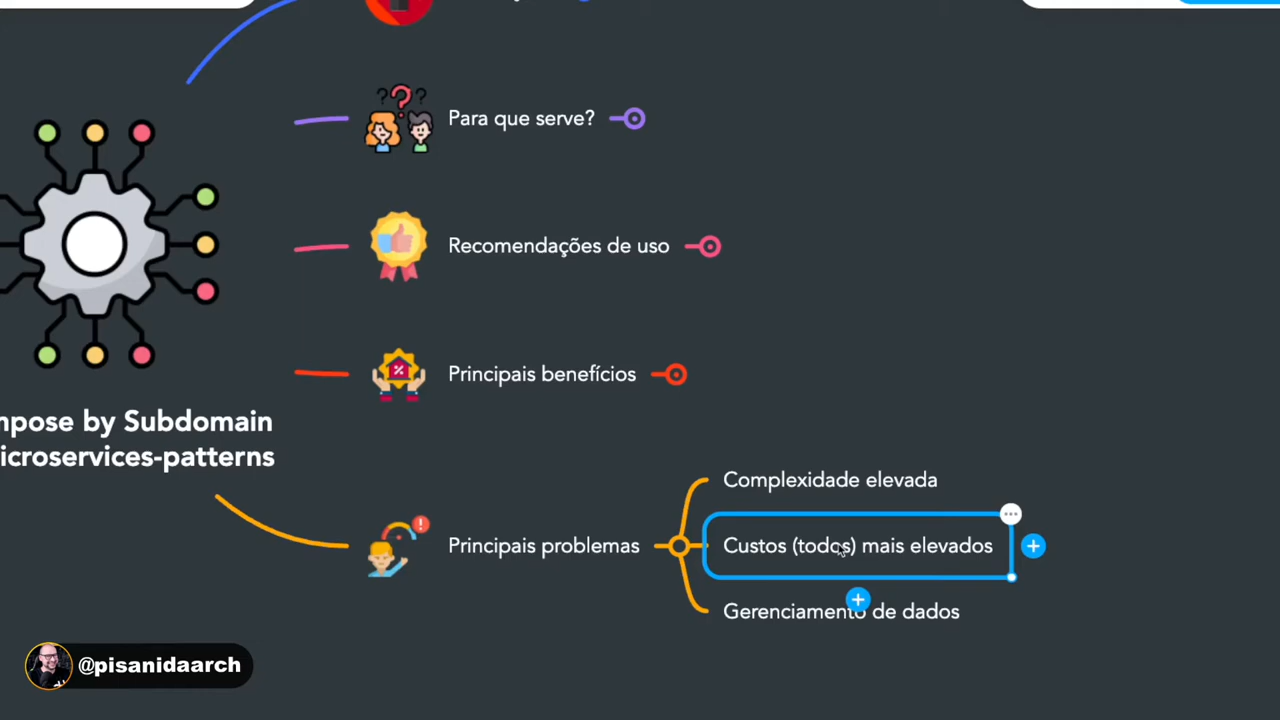 Para que serve?
Recomendações de uso
Principais benefícios
mpose by Subdomain
icroservices-patterns
Complexidade elevada
Principais problemas
Custos (todos) mais elevados
Gerenciamento de dados
@pisanidaarch